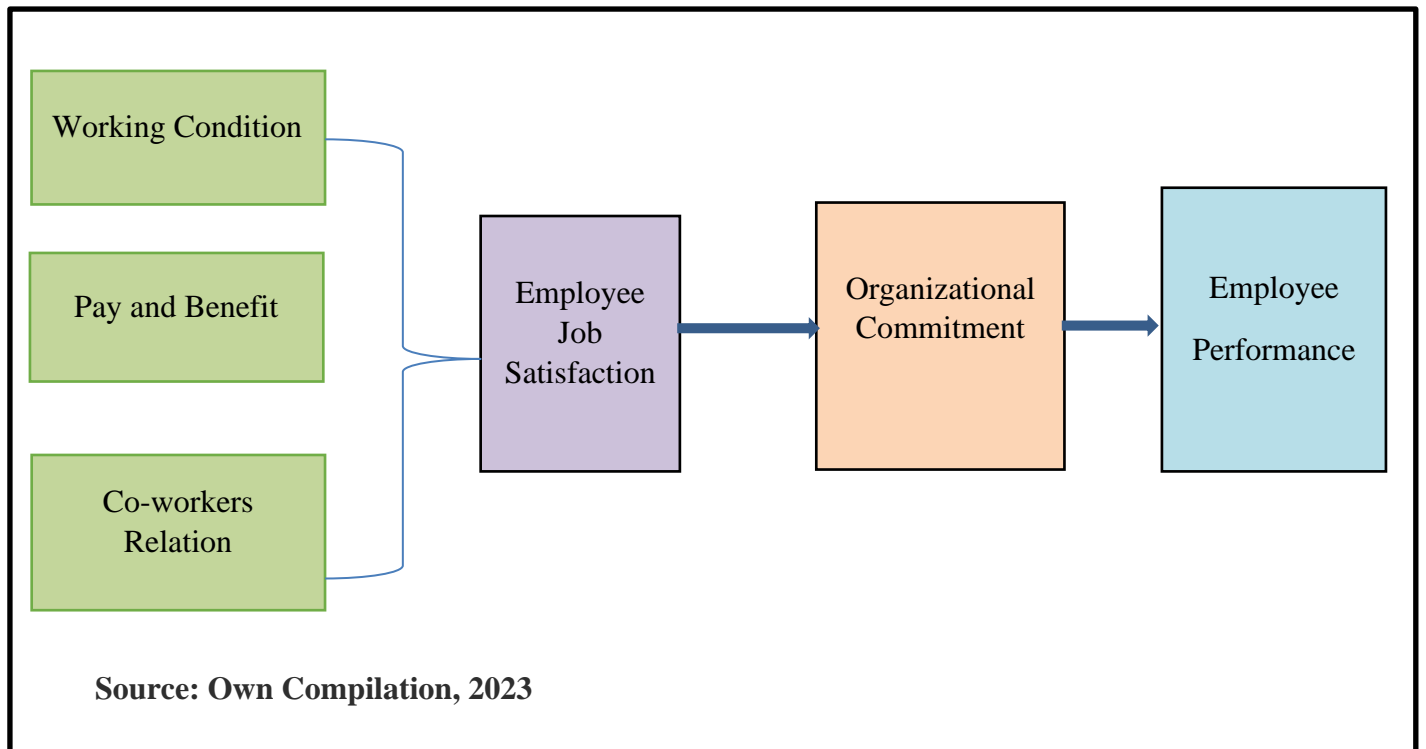 Working Condition
Pay and Benefit
Co-workers
Relation
Employee
Job
Satisfaction
Organizational
Commitment
Employee
Performance
Source: Own Compilation, 2023